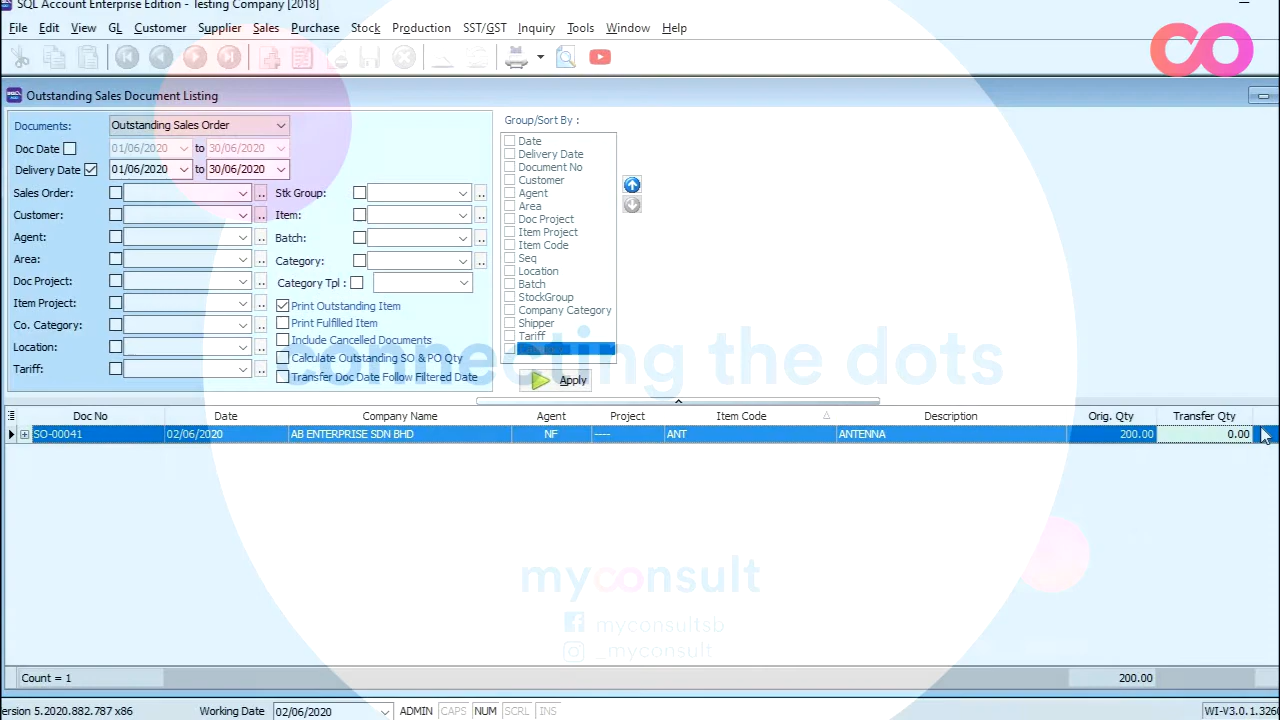 SQL Account Enterprise Edition - Testing Company [2018]
File Edit View GL Customer Supplier Sales Purchase Stock Production SST/GST Inquiry Tools Window Help
Outstanding Sales Document Listing
Documents: Outstanding Sales Order
Doc Date 01/06/2020 to 30/06/2020
Delivery Date 01/06/2020 to 30/06/2020
Sales Order:
Customer:
Agent:
Area:
Doc Project:
Item Project:
Co. Category:
Location:
Tariff:
Stk Group:
Item:
Batch:
Category:
Category Tpl :
Print Outstanding Item
Print Fulfilled Item
Include Cancelled Documents
Calculate Outstanding SO & PO Qty
Transfer Doc Date Follow Filtered Date
Group/Sort By :
Date
Delivery Date
Document No
Customer
Agent
Area
Doc Project
Item Project
Item Code
Seq
Location
Batch
StockGroup
Company Category
Shipper
Tariff
Apply
connecting the dots
Doc No Date Company Name Agent Project Item Code Description Orig. Qty Transfer Qty
SO-00041 02/06/2020 AB ENTERPRISE SDN BHD NF ---- ANT ANTENNA 200.00 0.00
myconsult
myconsultsb
_myconsult
Count = 1 200.00
ersion 5.2020.882.787 x86 Working Date 02/06/2020 ADMIN CAPS NUM SCRL INS WI-V3.0.1.3260